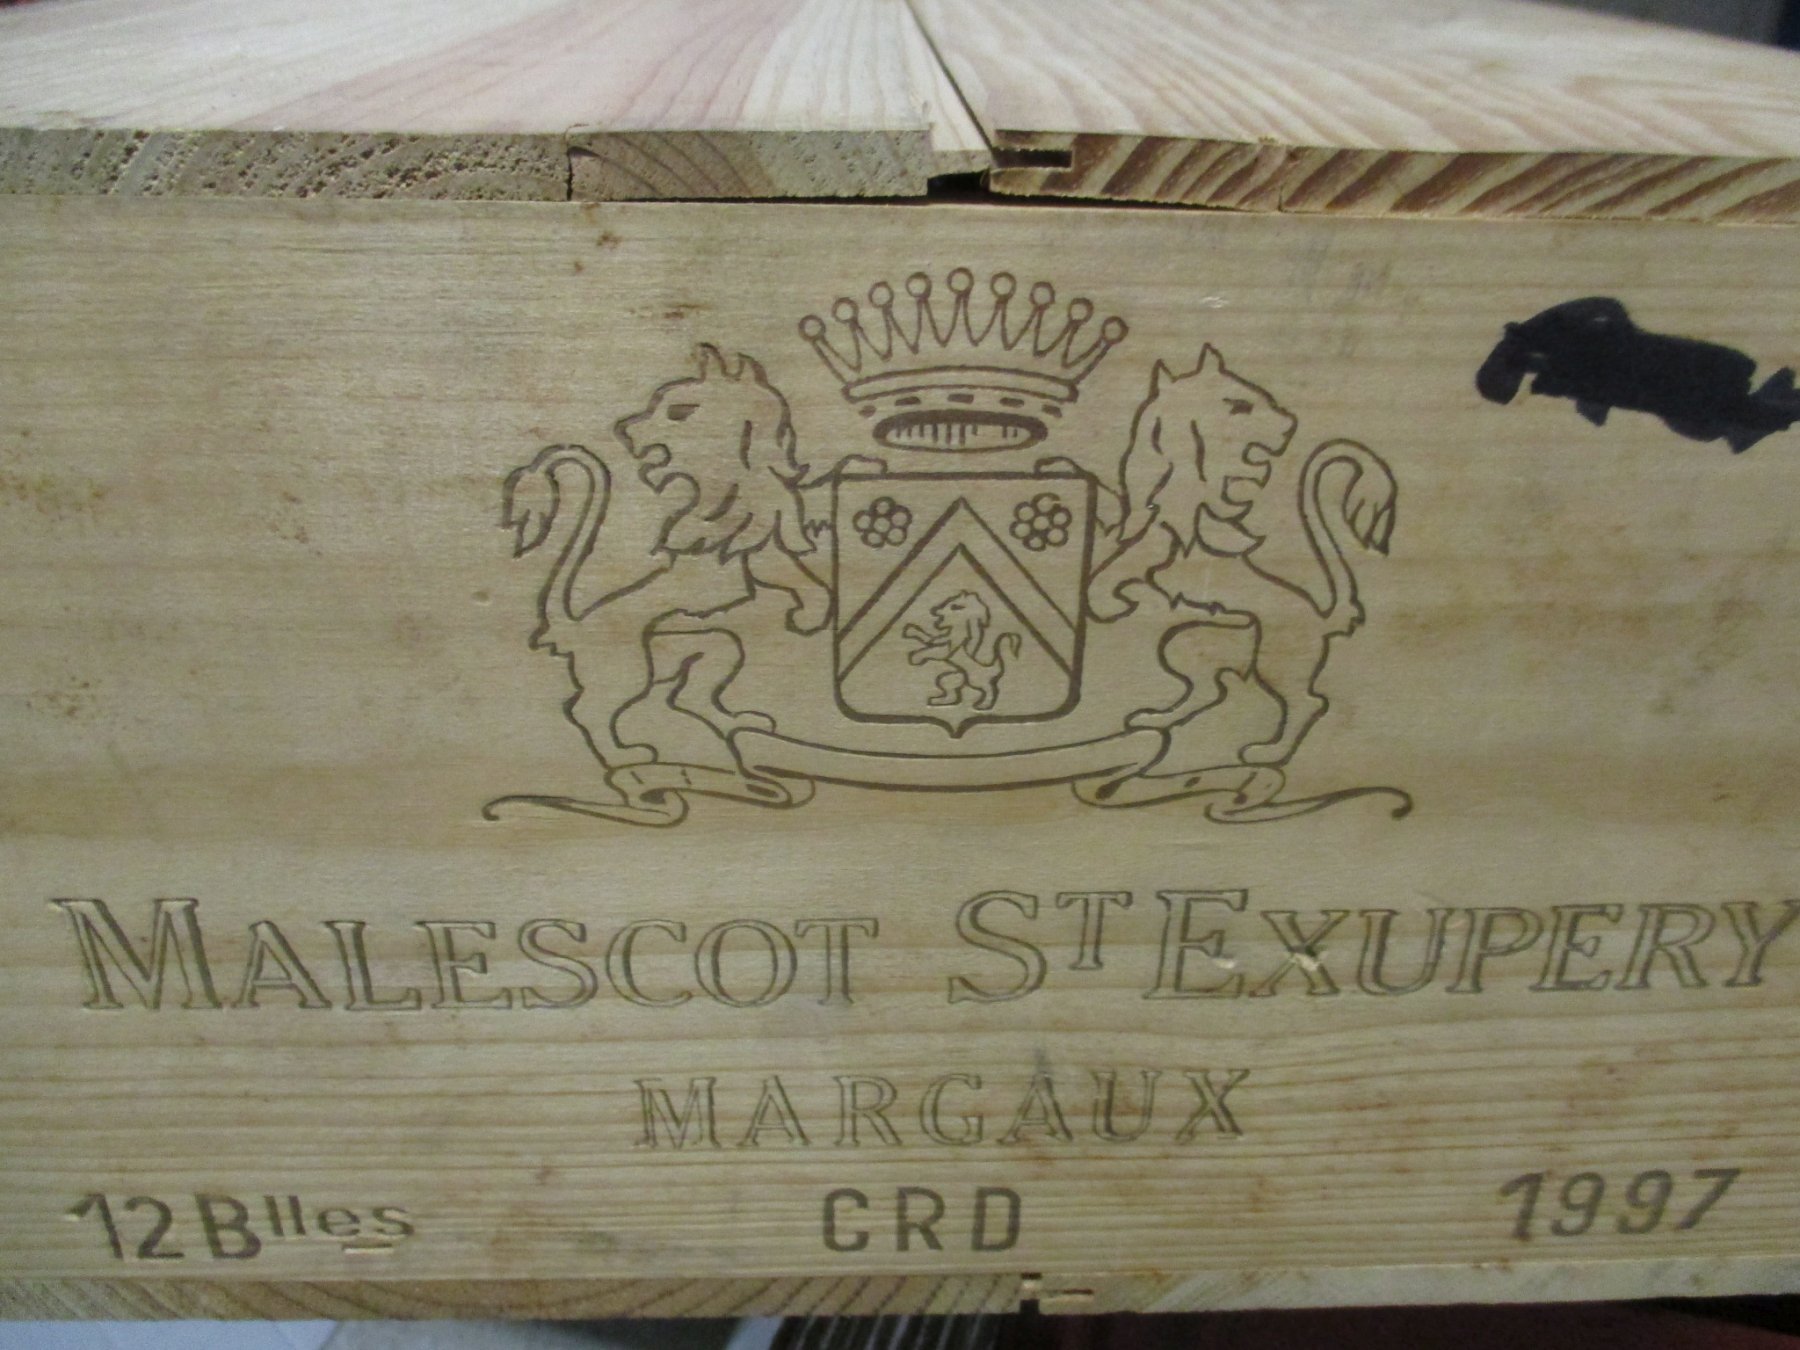 MALESCOT ST EXUPERY
MARGAUX
12 Blles CRD 1997